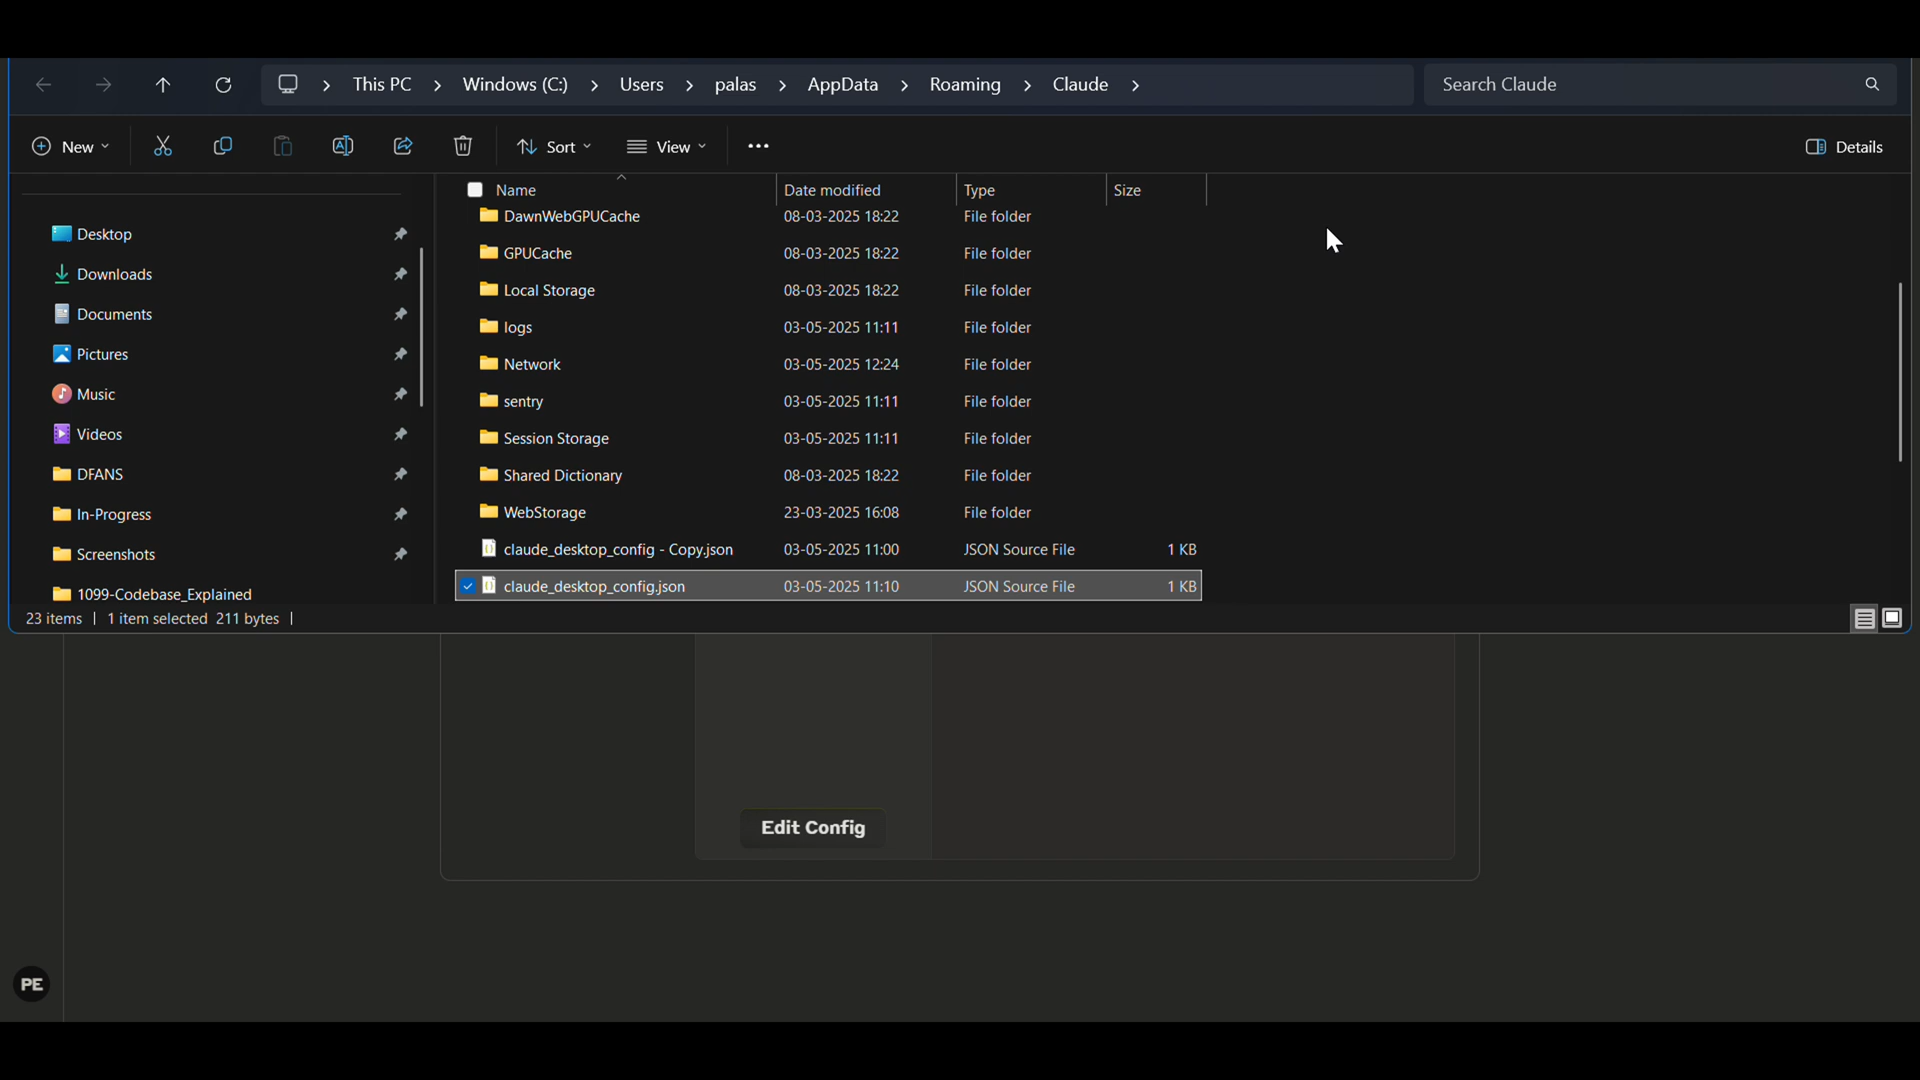 This PC > Windows (C:) > Users > palas > AppData > Roaming > Claude >
Search Claude
New
Sort
View
Details
Desktop
Downloads
Documents
Pictures
Music
Videos
DFANS
In-Progress
Screenshots
1099-Codebase_Explained
Name Date modified Type Size
DawnWebGPUCache 08-03-2025 18:22 File folder
GPUCache 08-03-2025 18:22 File folder
Local Storage 08-03-2025 18:22 File folder
logs 03-05-2025 11:11 File folder
Network 03-05-2025 12:24 File folder
sentry 03-05-2025 11:11 File folder
Session Storage 03-05-2025 11:11 File folder
Shared Dictionary 08-03-2025 18:22 File folder
WebStorage 23-03-2025 16:08 File folder
claude_desktop_config - Copy.json 03-05-2025 11:00 JSON Source File 1 KB
claude_desktop_config.json 03-05-2025 11:10 JSON Source File 1 KB
23 items | 1 item selected 211 bytes |
Edit Config
PE